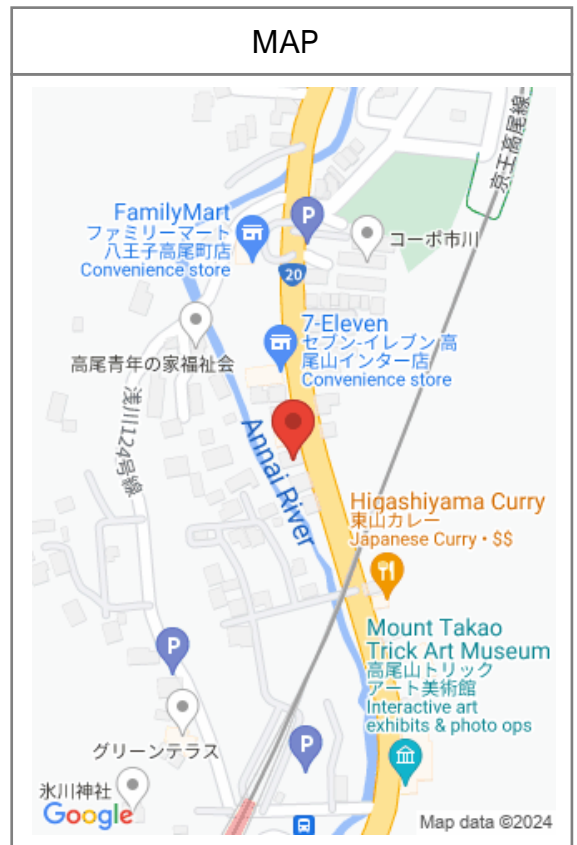 MAP
京王高尾線
FamilyMart
ファミリーマート
八王子高尾町店
Convenience store
P
コーポ市川
20
7-Eleven
セブン-イレブン 高
尾山インター店
Convenience store
高尾青年の家福祉会
浅川124号線
Annai River
Higashiyama Curry
東山カレー
Japanese Curry • $$
Mount Takao
Trick Art Museum
高尾山トリック
アート美術館
Interactive art
exhibits & photo ops
P
グリーンテラス
P
氷川神社
Google
Map data ©2024